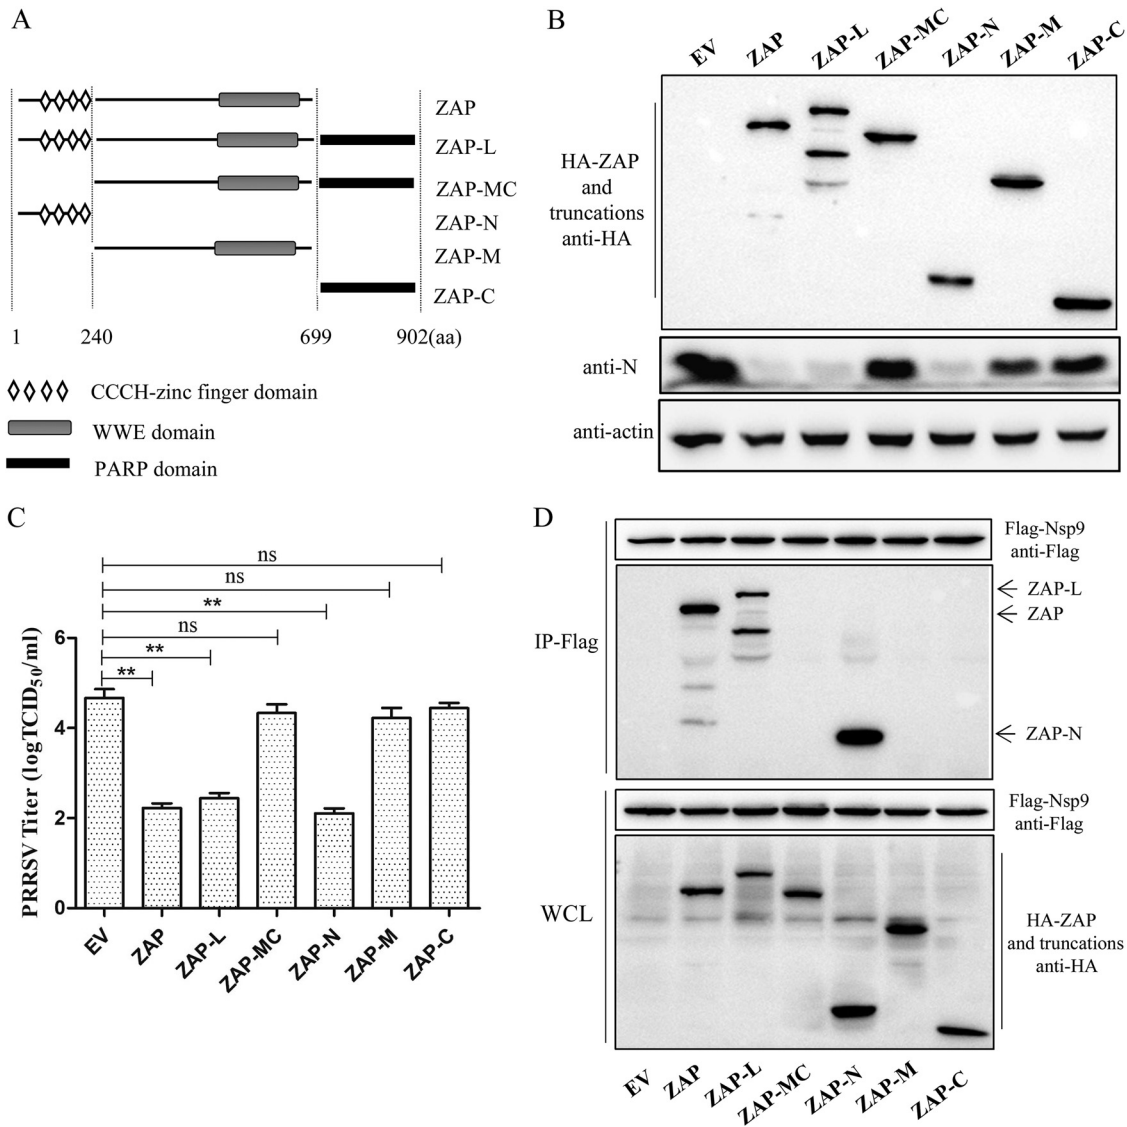 A
ZAP
ZAP-L
ZAP-MC
ZAP-N
ZAP-M
ZAP-C
1 240 699 902(aa)
CCCH-zinc finger domain
WWE domain
PARP domain
B
EV ZAP ZAP-L ZAP-MC ZAP-N ZAP-M ZAP-C
HA-ZAP
and
truncations
anti-HA
anti-N
anti-actin
C
ns
ns
**
ns
**
**
PRRSV Titer (logTCID50/ml)
6
4
2
0
EV ZAP ZAP-L ZAP-MC ZAP-N ZAP-M ZAP-C
D
Flag-Nsp9
anti-Flag
IP-Flag
ZAP-L
ZAP
ZAP-N
Flag-Nsp9
anti-Flag
WCL
HA-ZAP
and truncations
anti-HA
EV ZAP ZAP-L ZAP-MC ZAP-N ZAP-M ZAP-C